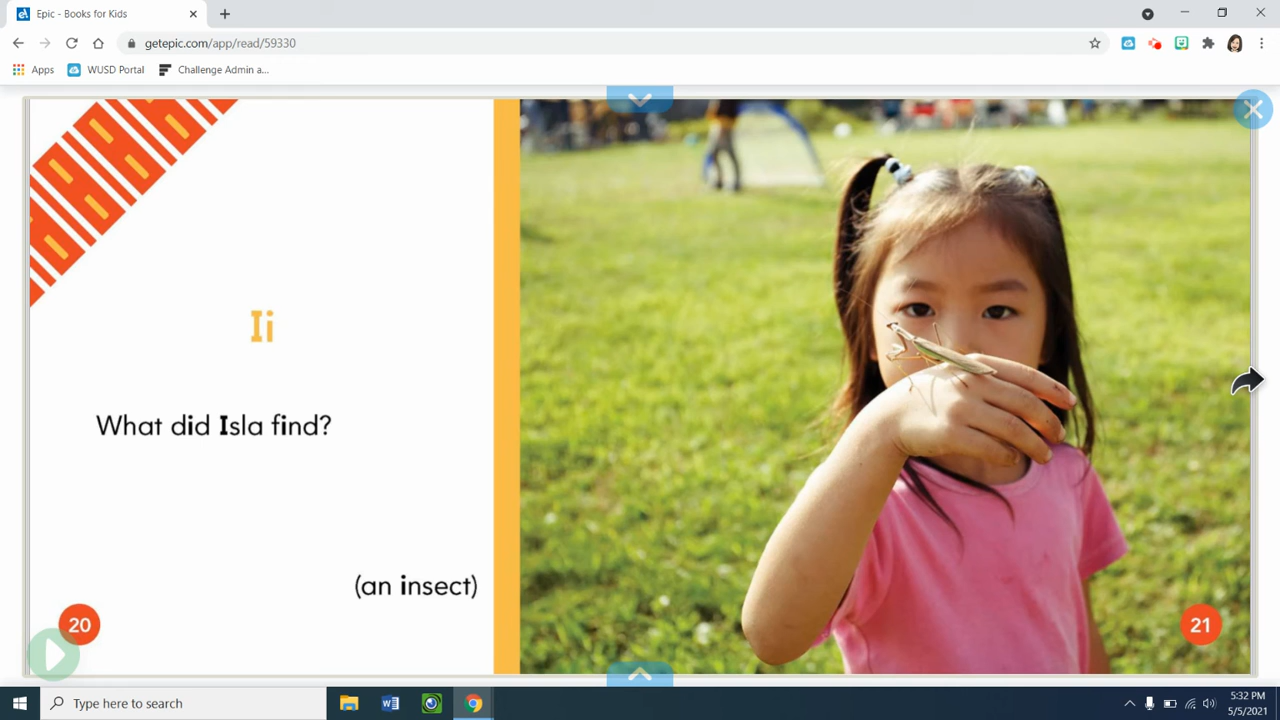 Epic - Books for Kids
getepic.com/app/read/59330
Apps WUSD Portal Challenge Admin a...
Ii
What did Isla find?
(an insect)
20
21
Type here to search
5:32 PM
5/5/2021